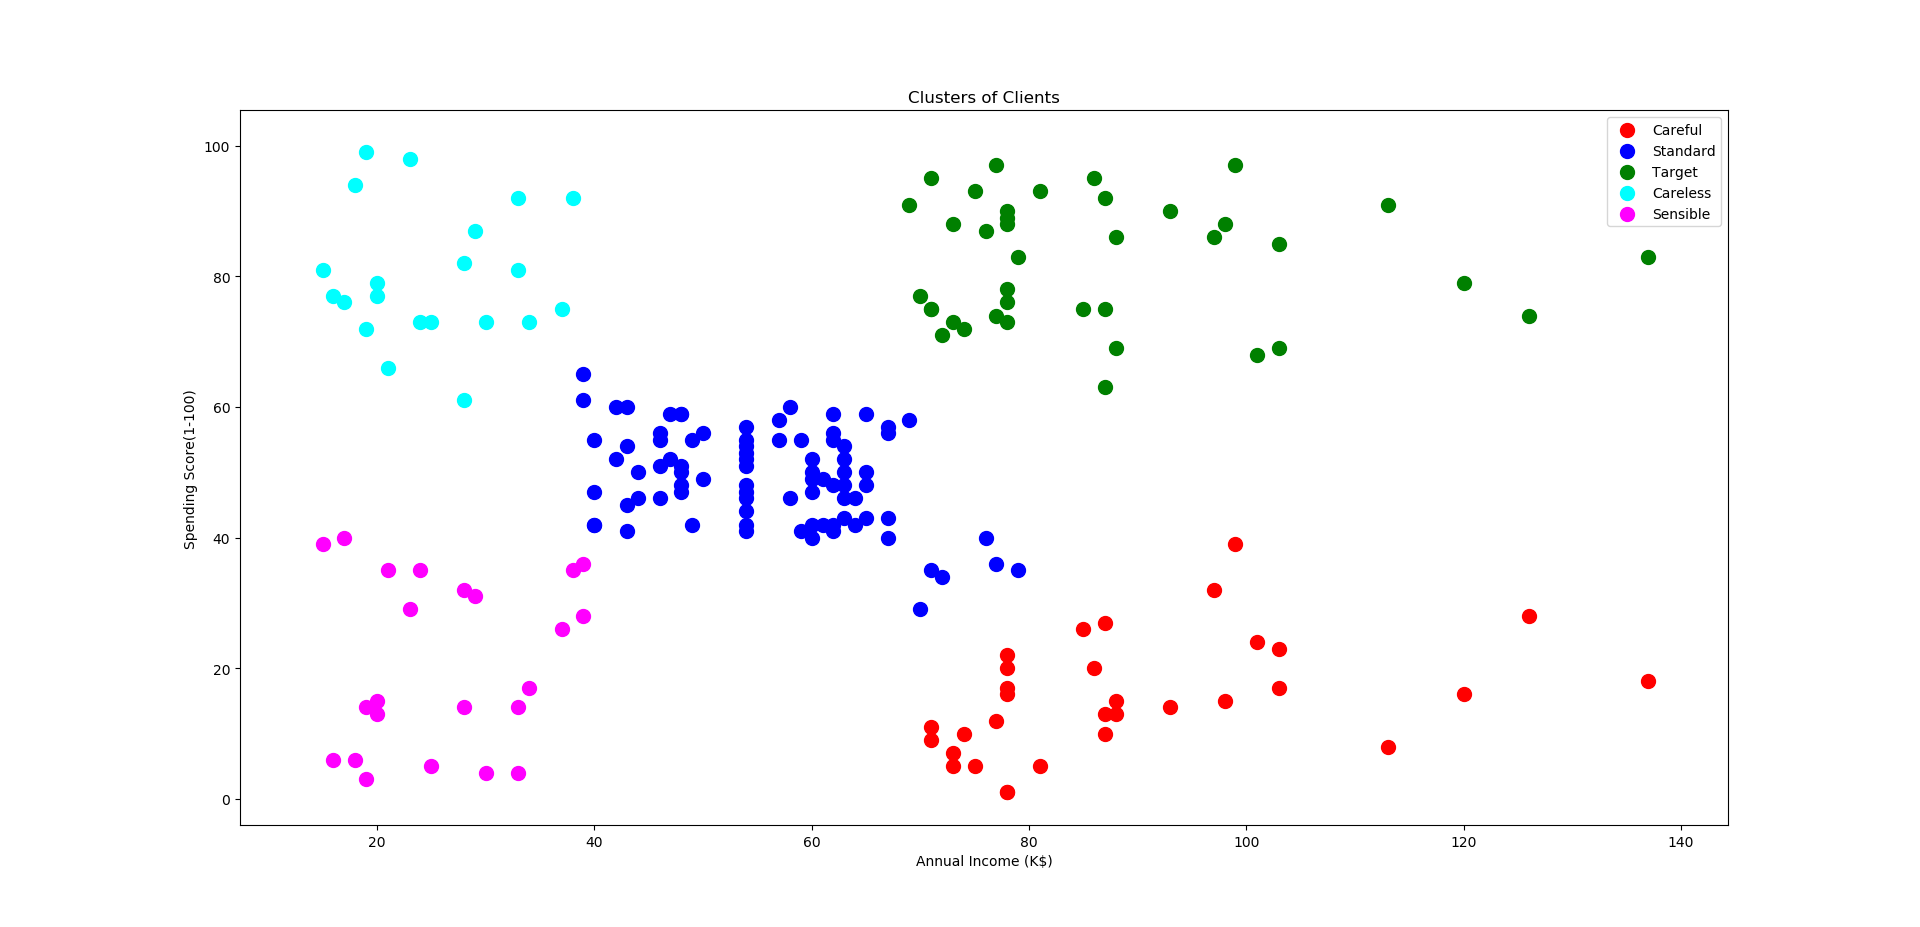 Clusters of Clients
Careful
Standard
Target
Careless
Sensible
Spending Score(1-100)
100
80
60
40
20
0
20 40 60 80 100 120 140
Annual Income (K$)